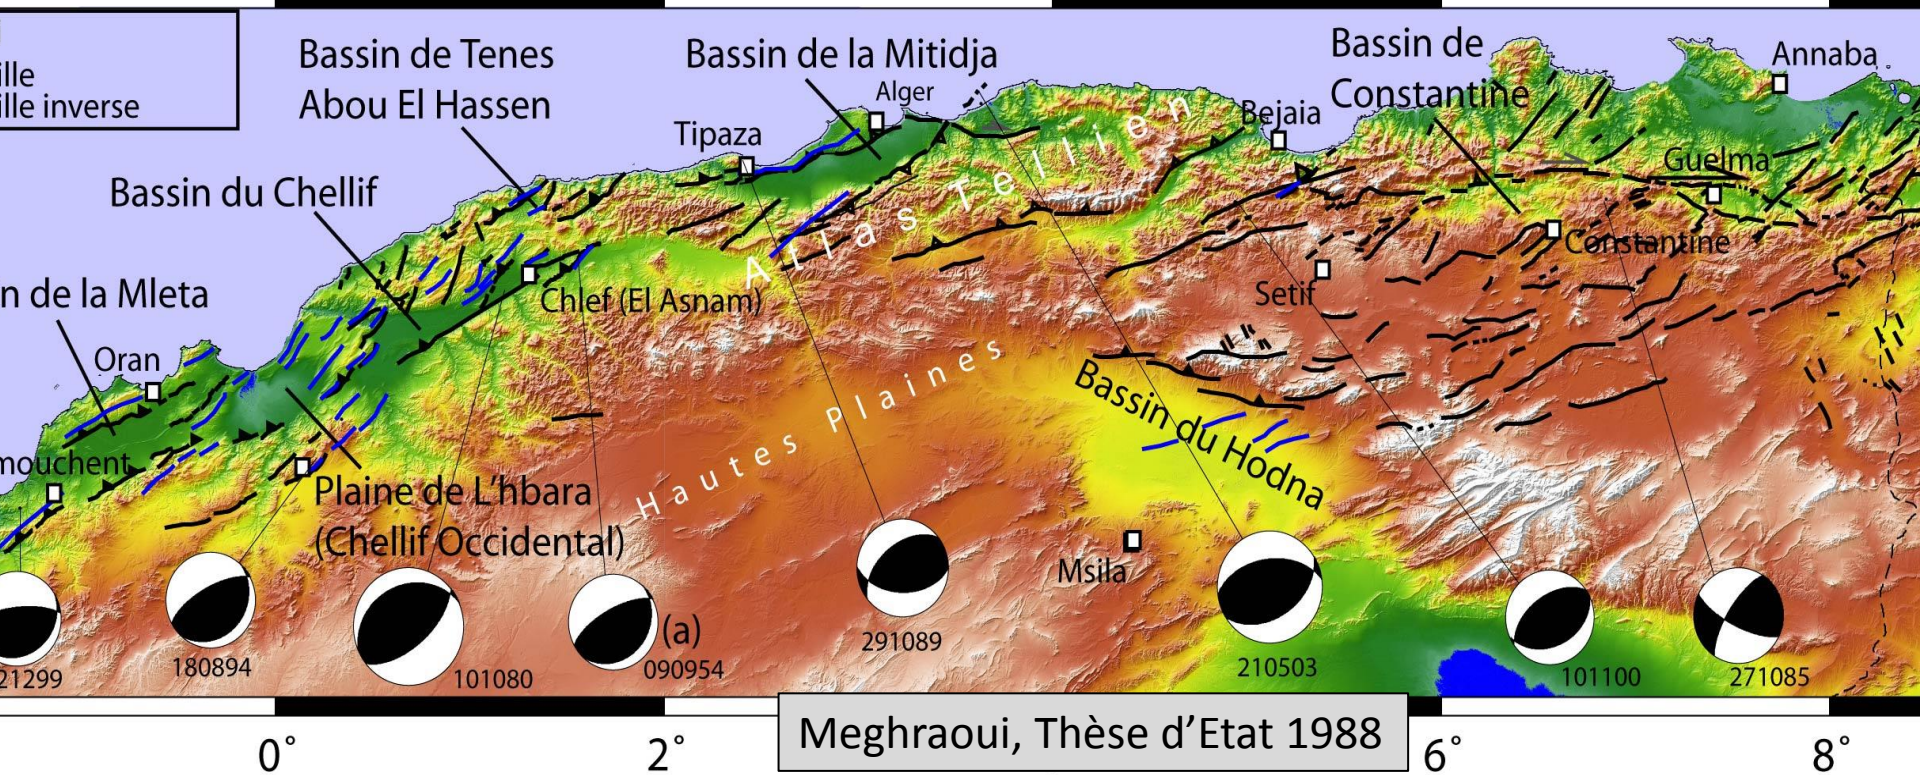 ille
ille inverse
Bassin de Tenes
Abou El Hassen
Bassin de la Mitidja
Bassin de
Constantine
Annaba
Alger
Bejaia
Tipaza
Guelma
Bassin du Chellif
Atlas Tellien
Constantine
n de la Mleta
Chlef (El Asnam)
Setif
Oran
Hautes Plaines
Bassin du Hodna
mouchent
Plaine de L'hbara
(Chellif Occidental)
Msila
(a)
21299
180894
101080
090954
291089
210503
101100
271085
Meghraoui, Thèse d'Etat 1988
0°
2°
6°
8°